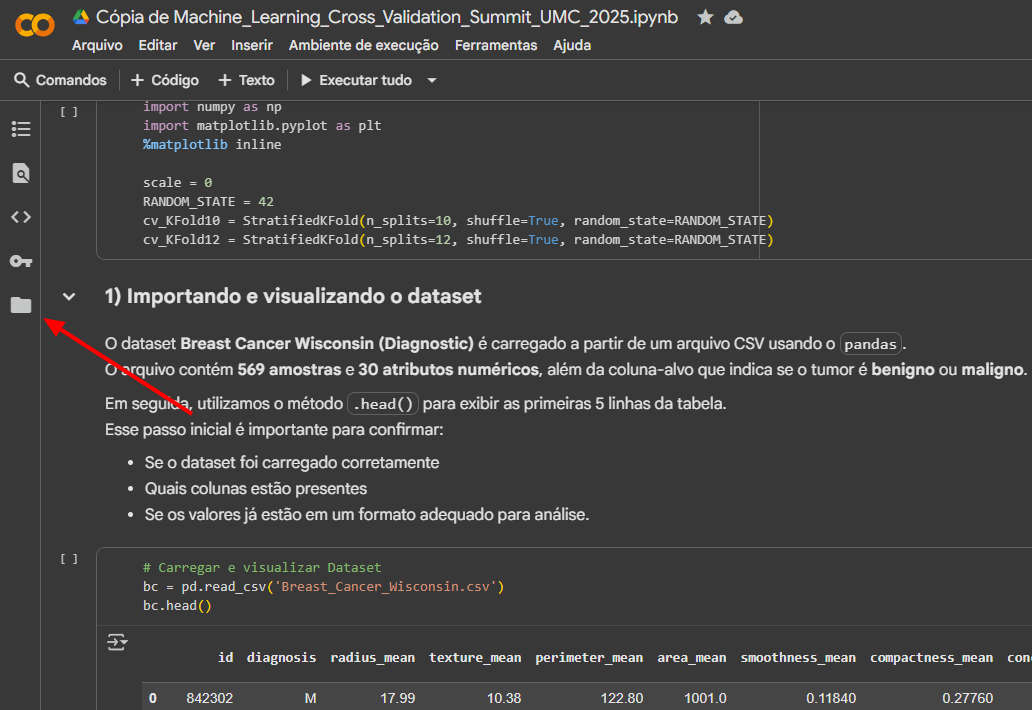 Cópia de Machine_Learning_Cross_Validation_Summit_UMC_2025.ipynb
Arquivo Editar Ver Inserir Ambiente de execução Ferramentas Ajuda
Comandos + Código + Texto Executar tudo
[ ]
import numpy as np
import matplotlib.pyplot as plt
%matplotlib inline
scale = 0
RANDOM_STATE = 42
cv_KFold10 = StratifiedKFold(n_splits=10, shuffle=True, random_state=RANDOM_STATE)
cv_KFold12 = StratifiedKFold(n_splits=12, shuffle=True, random_state=RANDOM_STATE)
1) Importando e visualizando o dataset
O dataset Breast Cancer Wisconsin (Diagnostic) é carregado a partir de um arquivo CSV usando o pandas.
O arquivo contém 569 amostras e 30 atributos numéricos, além da coluna-alvo que indica se o tumor é benigno ou maligno.
Em seguida, utilizamos o método .head() para exibir as primeiras 5 linhas da tabela.
Esse passo inicial é importante para confirmar:
• Se o dataset foi carregado corretamente
• Quais colunas estão presentes
• Se os valores já estão em um formato adequado para análise.
[ ]
# Carregar e visualizar Dataset
bc = pd.read_csv('Breast_Cancer_Wisconsin.csv')
bc.head()
id diagnosis radius_mean texture_mean perimeter_mean area_mean smoothness_mean compactness_mean
0 842302 M 17.99 10.38 122.80 1001.0 0.11840 0.27760